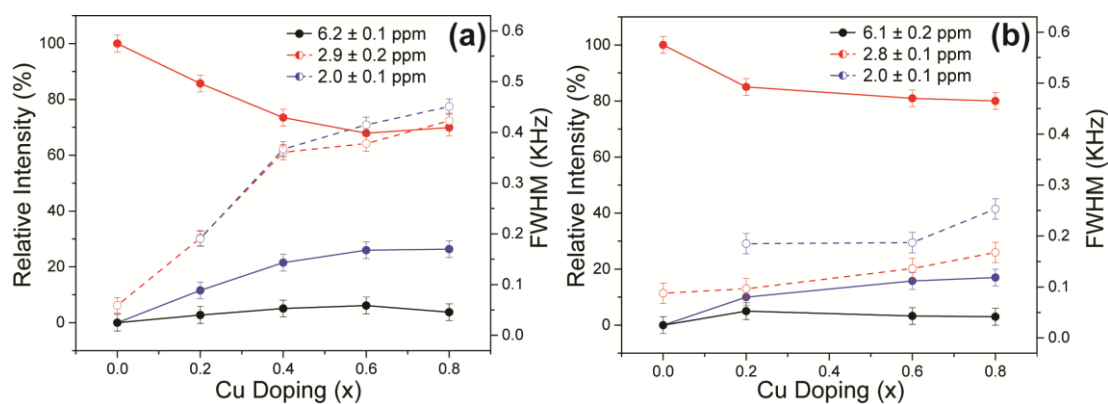 (a)
6.2 ± 0.1 ppm
2.9 ± 0.2 ppm
2.0 ± 0.1 ppm
Relative Intensity (%)
100
80
60
40
20
0
FWHM (KHz)
0.6
0.5
0.4
0.3
0.2
0.1
0.0
0.0 0.2 0.4 0.6 0.8
Cu Doping (x)
(b)
6.1 ± 0.2 ppm
2.8 ± 0.1 ppm
2.0 ± 0.1 ppm
Relative Intensity (%)
100
80
60
40
20
0
FWHM (KHz)
0.6
0.5
0.4
0.3
0.2
0.1
0.0
0.0 0.2 0.4 0.6 0.8
Cu Doping (x)